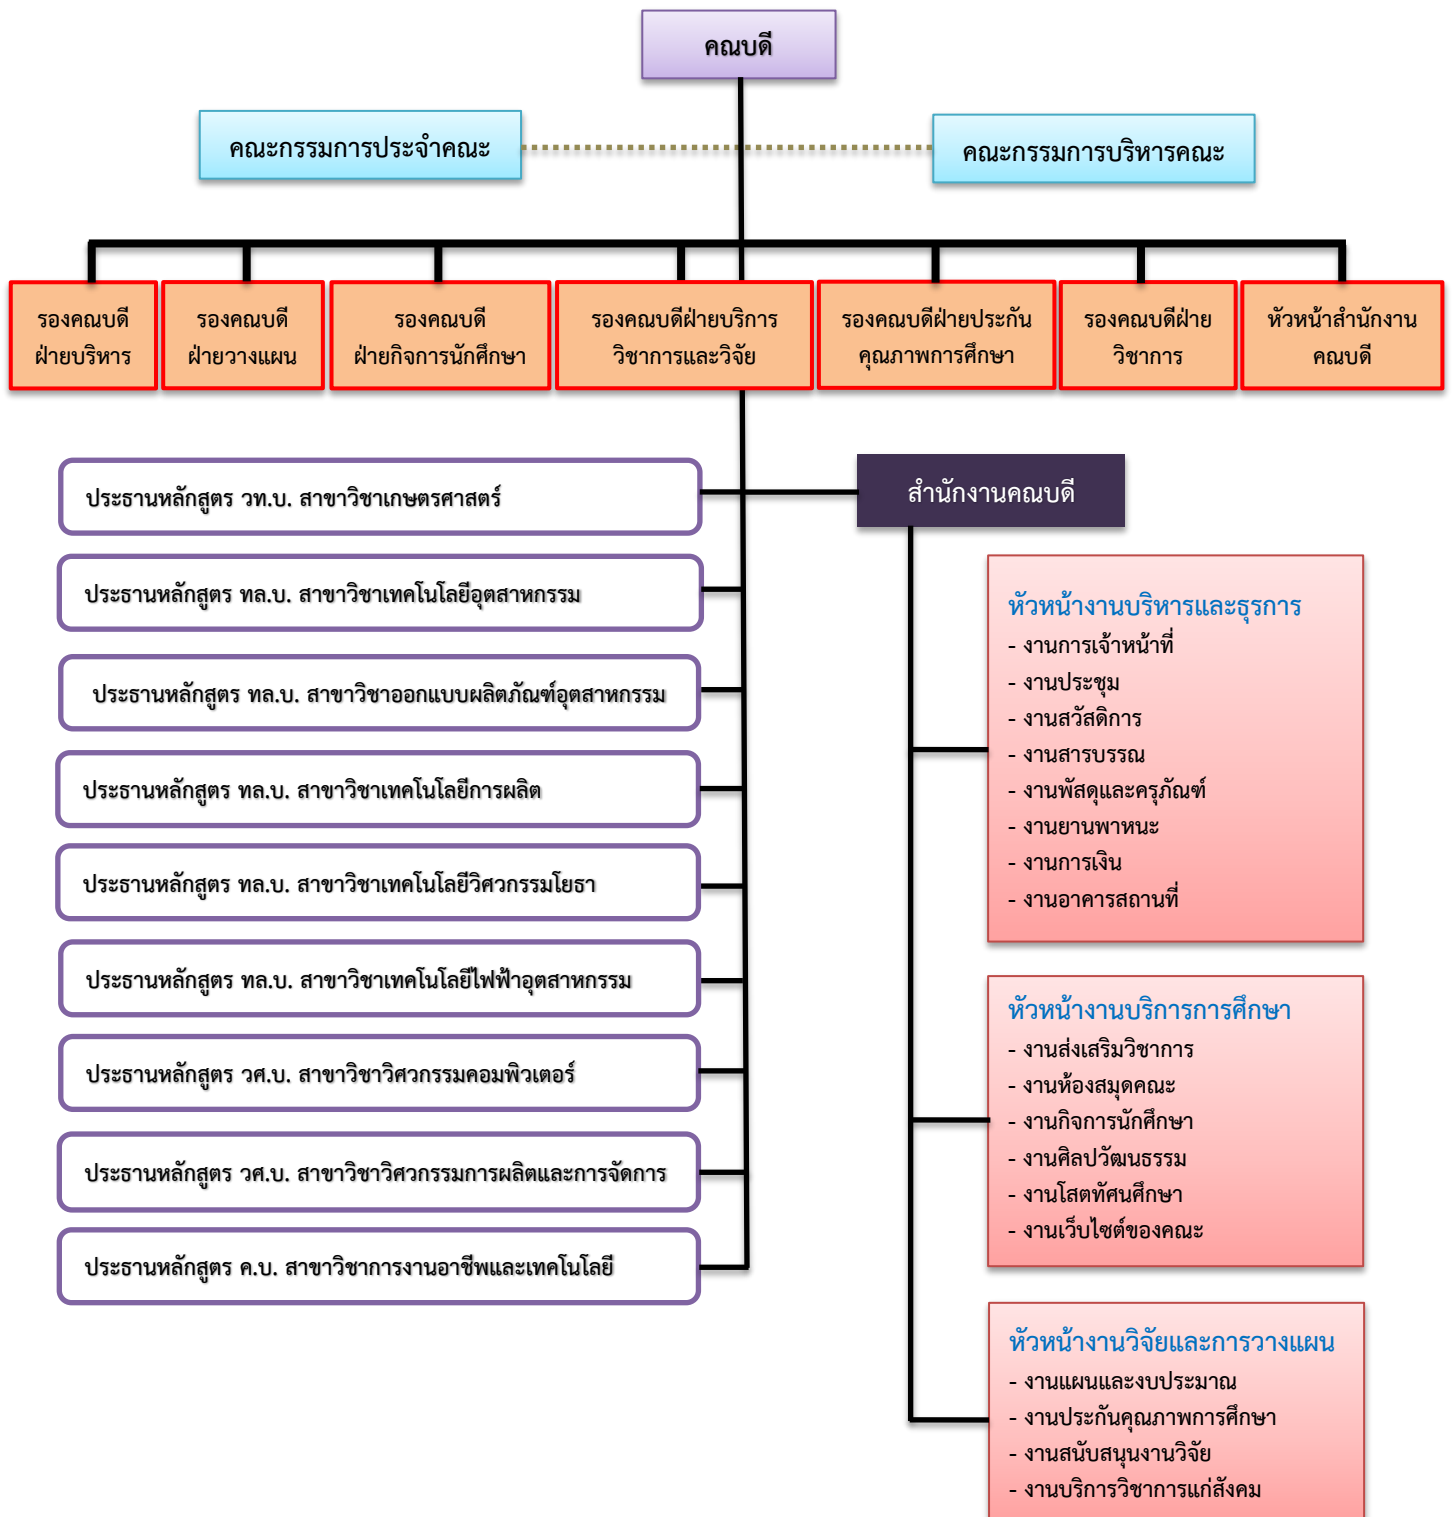 คณบดี
คณะกรรมการประจำคณะ
คณะกรรมการบริหารคณะ
รองคณบดี
ฝ่ายบริหาร
รองคณบดี
ฝ่ายวางแผน
รองคณบดี
ฝ่ายกิจการนักศึกษา
รองคณบดีฝ่ายบริการ
วิชาการและวิจัย
รองคณบดีฝ่ายประกัน
คุณภาพการศึกษา
รองคณบดีฝ่าย
วิชาการ
หัวหน้าสำนักงาน
คณบดี
ประธานหลักสูตร วท.บ. สาขาวิชาเกษตรศาสตร์
ประธานหลักสูตร ทล.บ. สาขาวิชาเทคโนโลยีอุตสาหกรรม
ประธานหลักสูตร ทล.บ. สาขาวิชาออกแบบผลิตภัณฑ์อุตสาหกรรม
ประธานหลักสูตร ทล.บ. สาขาวิชาเทคโนโลยีการผลิต
ประธานหลักสูตร ทล.บ. สาขาวิชาเทคโนโลยีวิศวกรรมโยธา
ประธานหลักสูตร ทล.บ. สาขาวิชาเทคโนโลยีไฟฟ้าอุตสาหกรรม
ประธานหลักสูตร วศ.บ. สาขาวิชาวิศวกรรมคอมพิวเตอร์
ประธานหลักสูตร วศ.บ. สาขาวิชาวิศวกรรมการผลิตและการจัดการ
ประธานหลักสูตร ค.บ. สาขาวิชาการงานอาชีพและเทคโนโลยี
สำนักงานคณบดี
หัวหน้างานบริหารและธุรการ
- งานการเจ้าหน้าที่
- งานประชุม
- งานสวัสดิการ
- งานสารบรรณ
- งานพัสดุและครุภัณฑ์
- งานยานพาหนะ
- งานการเงิน
- งานอาคารสถานที่
หัวหน้างานบริการการศึกษา
- งานส่งเสริมวิชาการ
- งานห้องสมุดคณะ
- งานกิจการนักศึกษา
- งานศิลปวัฒนธรรม
- งานโสตทัศนศึกษา
- งานเว็บไซต์ของคณะ
หัวหน้างานวิจัยและการวางแผน
- งานแผนและงบประมาณ
- งานประกันคุณภาพการศึกษา
- งานสนับสนุนงานวิจัย
- งานบริการวิชาการแก่สังคม